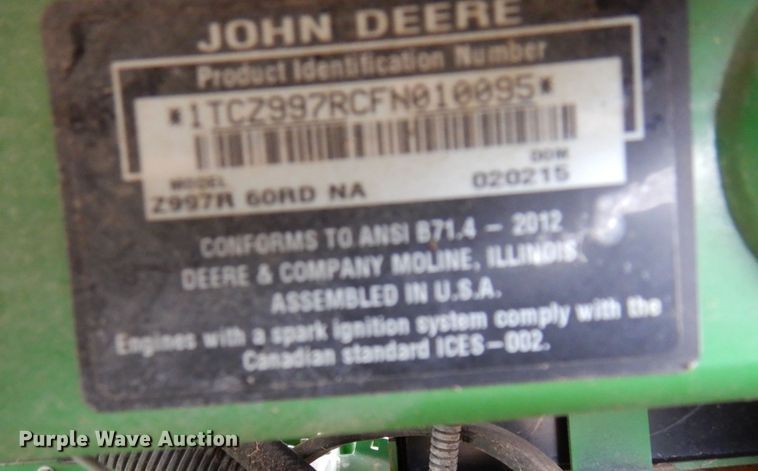 JOHN DEERE
Product Identification Number
*1TCZ997RCFN010095*
MODEL DOM
Z997R 60RD NA 020215
CONFORMS TO ANSI B71.4 - 2012
DEERE & COMPANY MOLINE, ILLINOIS
ASSEMBLED IN U.S.A.
Engines with a spark ignition system comply with the
Canadian standard ICES-002.
Purple Wave Auction